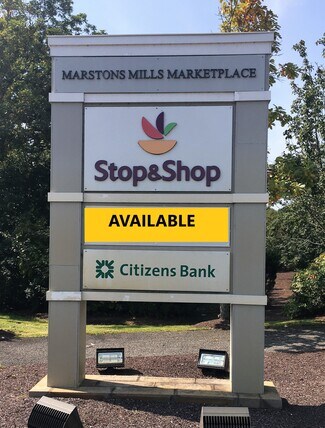 MARSTONS MILLS MARKETPLACE
Stop&Shop
AVAILABLE
Citizens Bank